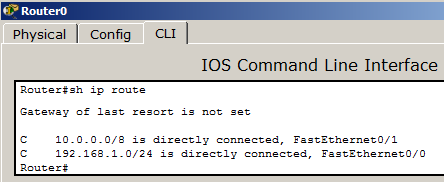 Router0
Physical Config CLI
IOS Command Line Interface
Router#sh ip route
Gateway of last resort is not set
C    10.0.0.0/8 is directly connected, FastEthernet0/1
C    192.168.1.0/24 is directly connected, FastEthernet0/0
Router#